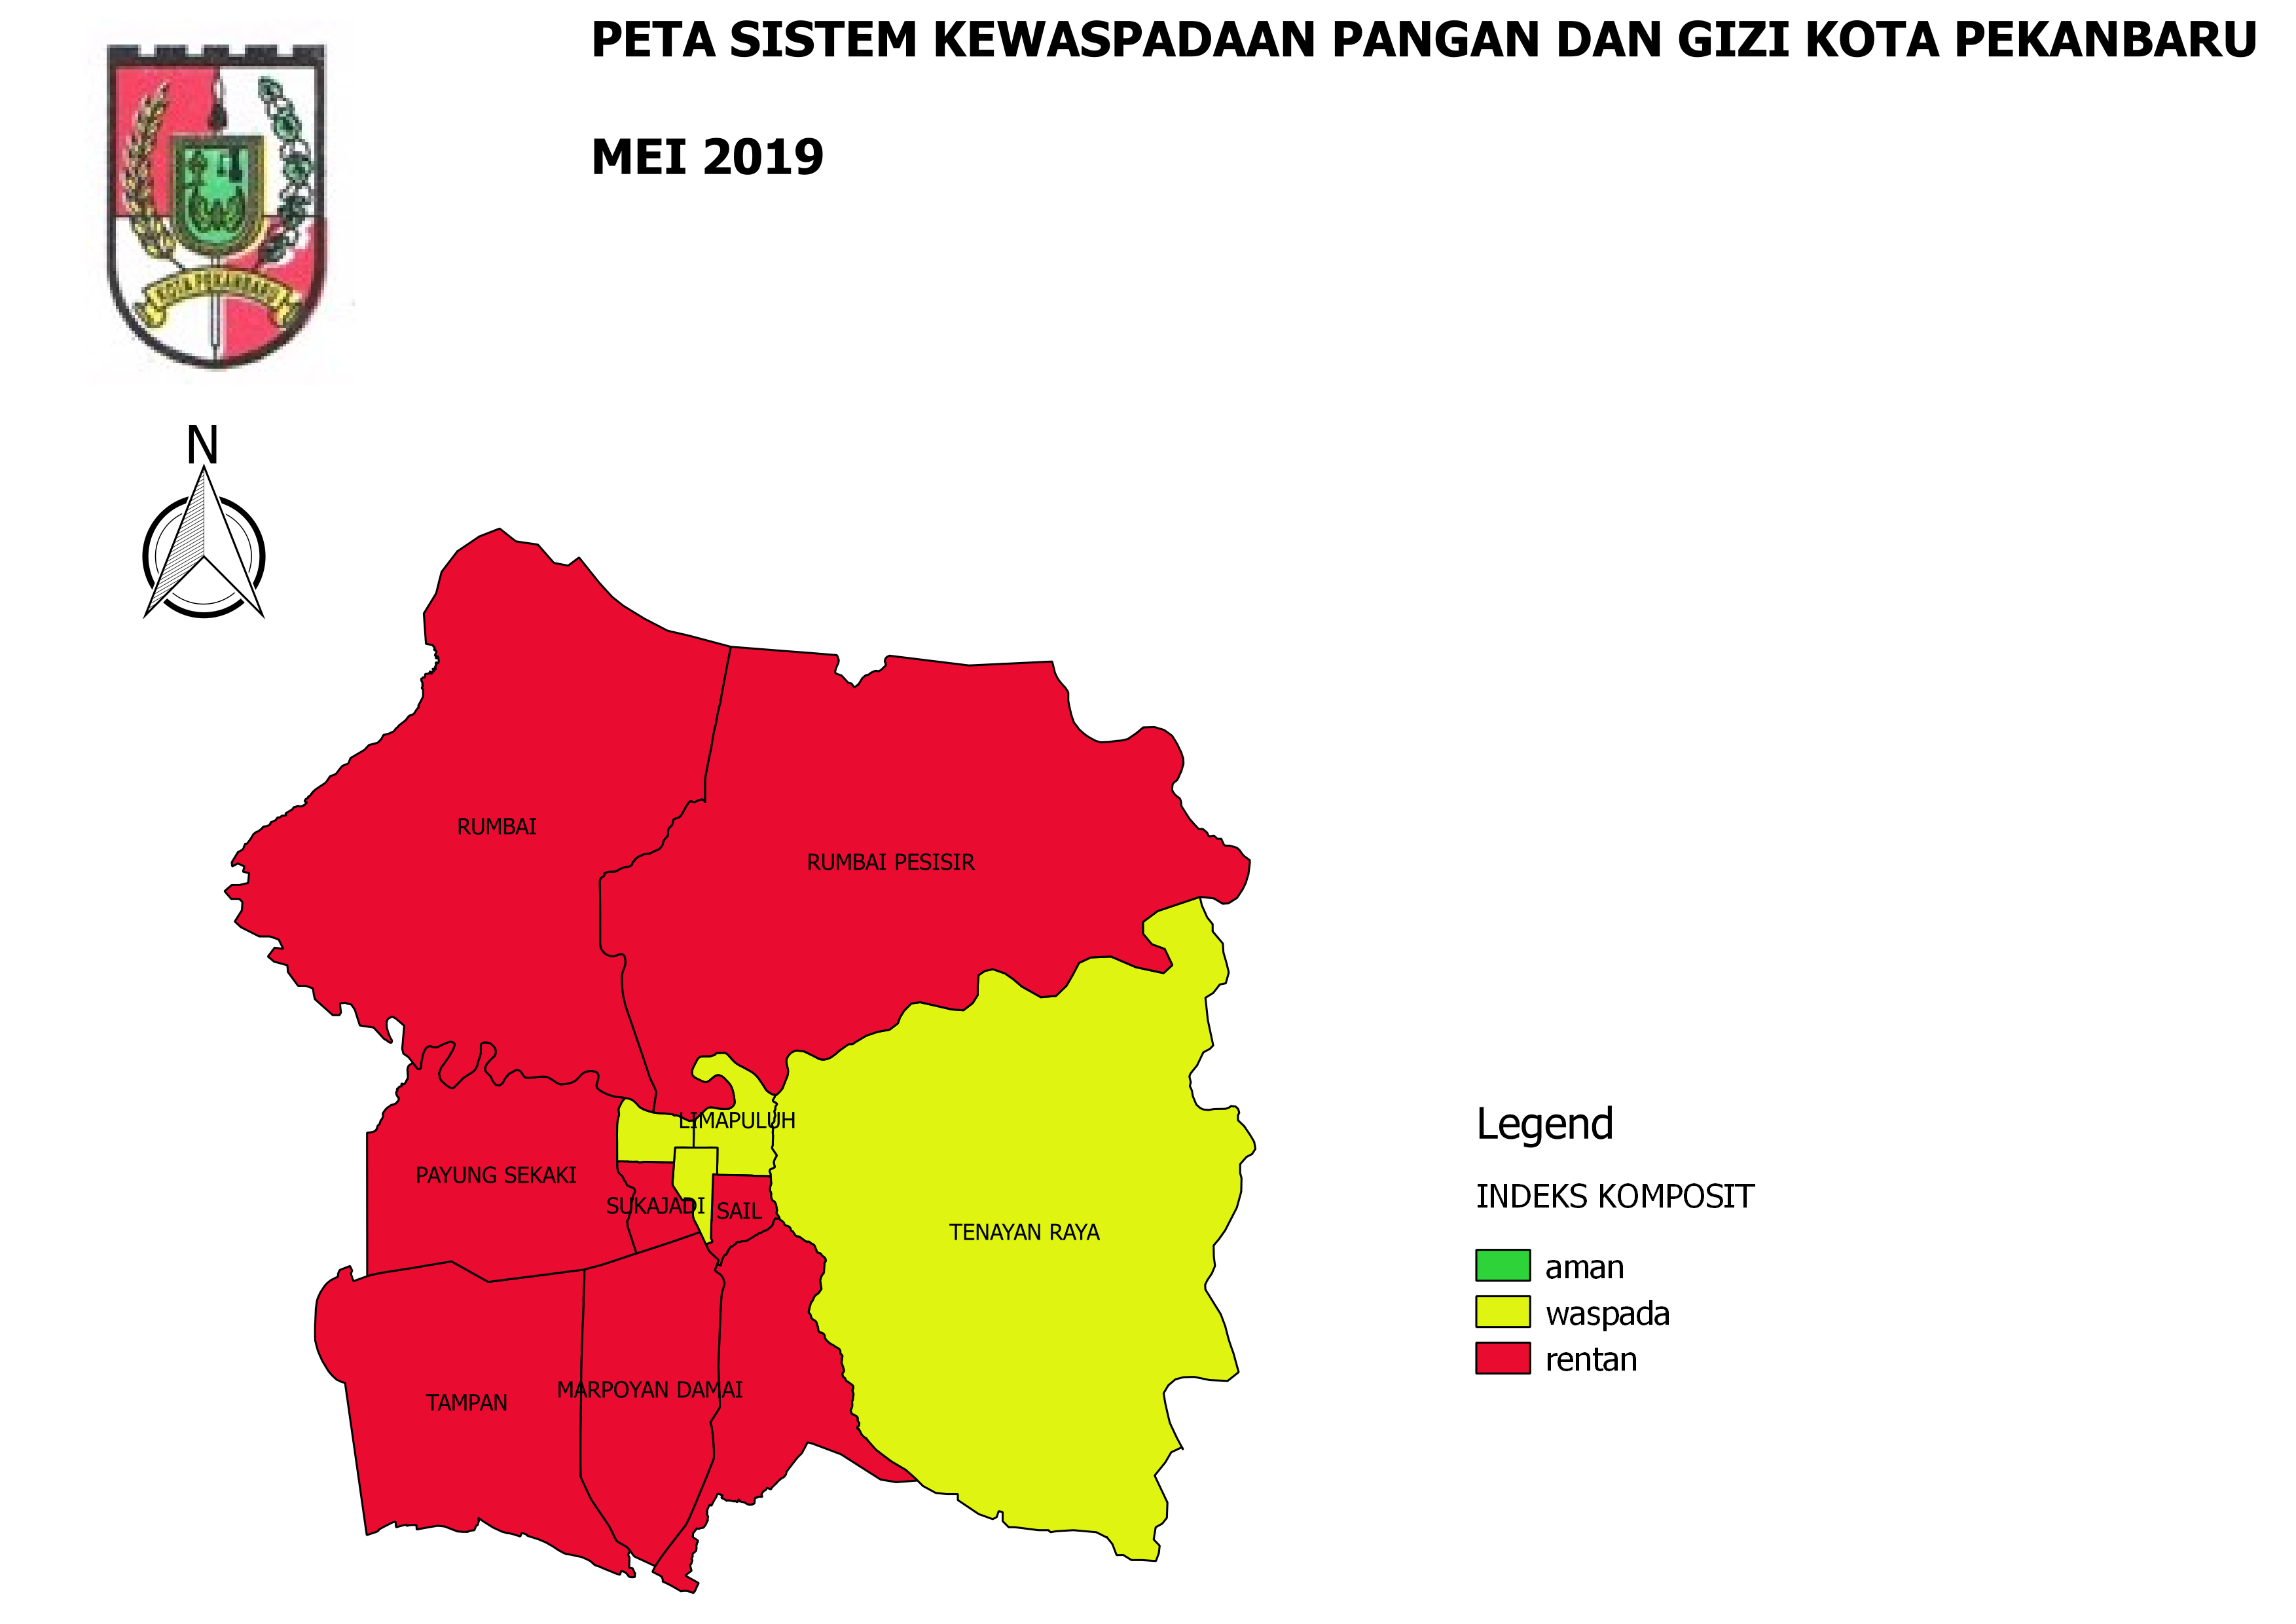 PETA SISTEM KEWASPADAAN PANGAN DAN GIZI KOTA PEKANBARU
MEI 2019
KOTA PEKANBARU
N
RUMBAI
RUMBAI PESISIR
LIMAPULUH
PAYUNG SEKAKI
SUKAJADI
SAIL
TENAYAN RAYA
MARPOYAN DAMAI
TAMPAN
Legend
INDEKS KOMPOSIT
aman
waspada
rentan